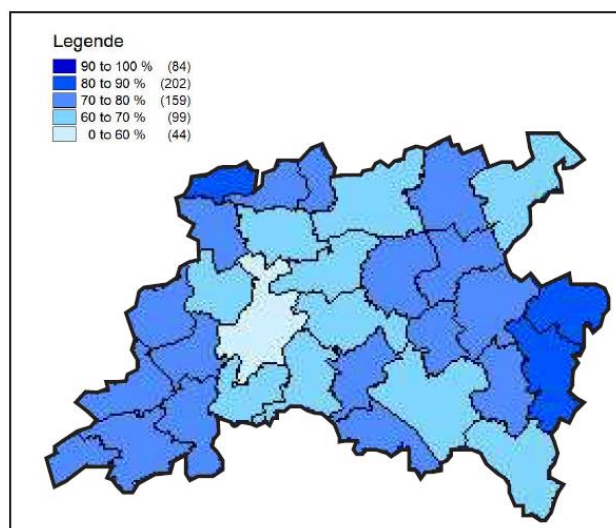 Legende
90 to 100 % (84)
80 to 90 % (202)
70 to 80 % (159)
60 to 70 % (99)
0 to 60 % (44)